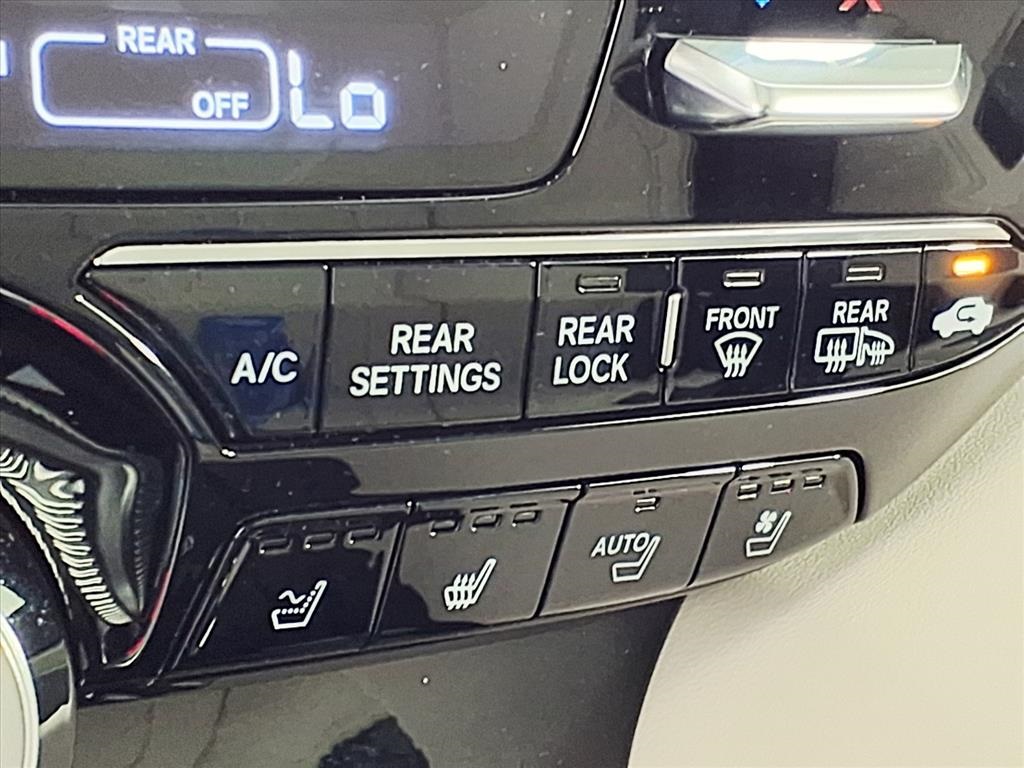 REAR
OFF
Lo
A/C
REAR
SETTINGS
REAR
LOCK
FRONT
REAR
AUTO